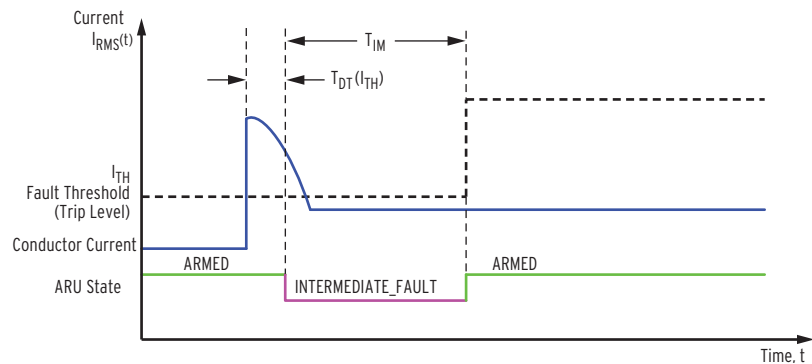 Current
I_RMS(t)
T_IM
T_DT(I_TH)
I_TH
Fault Threshold
(Trip Level)
Conductor Current
ARMED
ARMED
ARU State
INTERMEDIATE_FAULT
Time, t